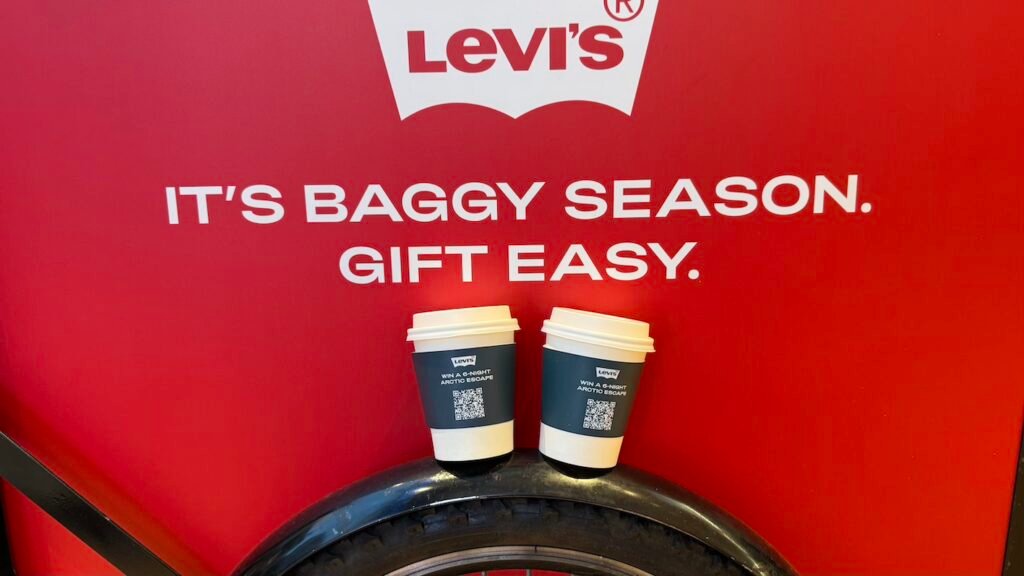 LEVI'S ®
IT'S BAGGY SEASON.
GIFT EASY.
LEVI'S
WIN A 6-NIGHT
ARCTIC ESCAPE
LEVI'S
WIN A 6-NIGHT
ARCTIC ESCAPE